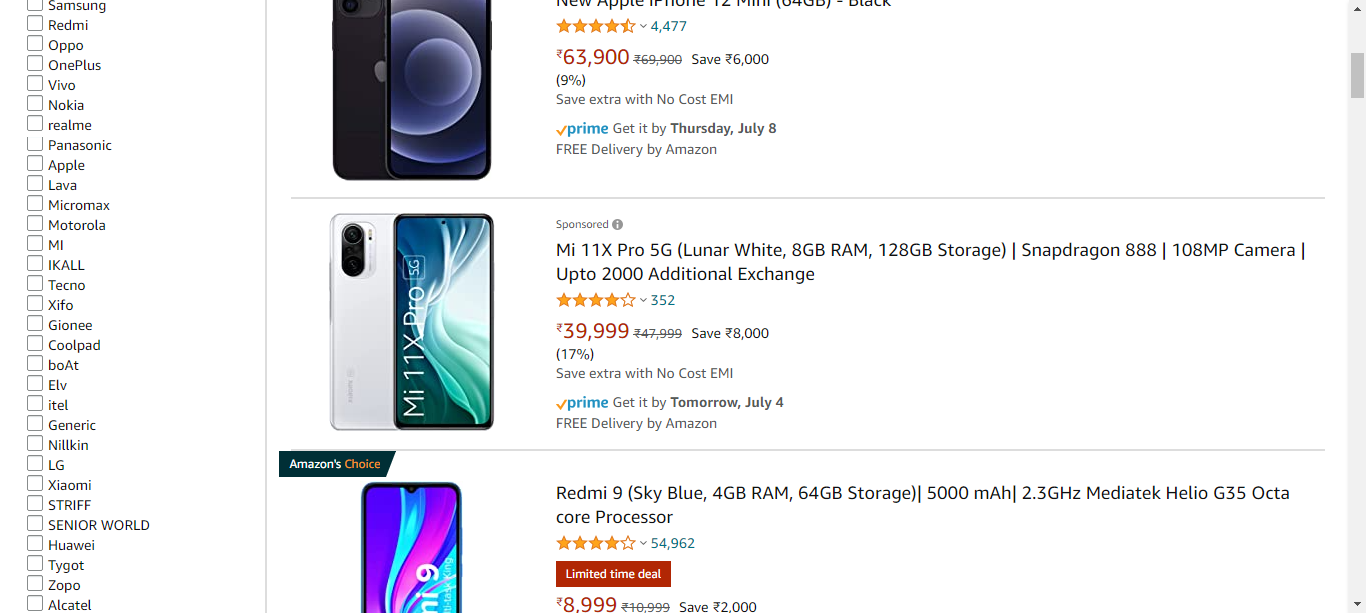 Samsung
Redmi
Oppo
OnePlus
Vivo
Nokia
realme
Panasonic
Apple
Lava
Micromax
Motorola
MI
IKALL
Tecno
Xifo
Gionee
Coolpad
boAt
Elv
itel
Generic
Nillkin
LG
Xiaomi
STRIFF
SENIOR WORLD
Huawei
Tygot
Zopo
Alcatel
New Apple iPhone 12 Mini (64GB) - Black
4,477
₹63,900 ₹69,900 Save ₹6,000
(9%)
Save extra with No Cost EMI
prime Get it by Thursday, July 8
FREE Delivery by Amazon
Mi 11X Pro 5G
Sponsored
Mi 11X Pro 5G (Lunar White, 8GB RAM, 128GB Storage) | Snapdragon 888 | 108MP Camera |
Upto 2000 Additional Exchange
352
₹39,999 ₹47,999 Save ₹8,000
(17%)
Save extra with No Cost EMI
prime Get it by Tomorrow, July 4
FREE Delivery by Amazon
Amazon's Choice
Redmi 9 (Sky Blue, 4GB RAM, 64GB Storage)| 5000 mAh| 2.3GHz Mediatek Helio G35 Octa
core Processor
54,962
Limited time deal
₹8,999 ₹10,999 Save ₹2,000